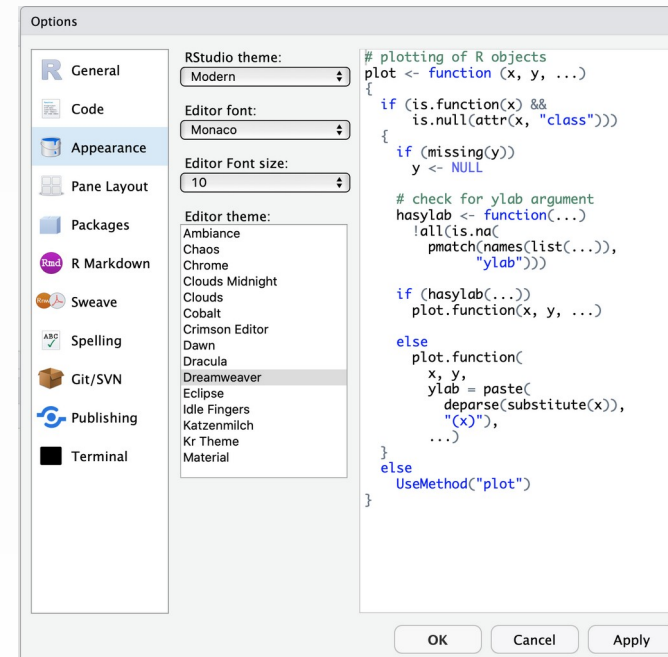 Options
General
Code
Appearance
Pane Layout
Packages
Rmd R Markdown
Sweave
ABC Spelling
Git/SVN
Publishing
Terminal
RStudio theme:
Modern
Editor font:
Monaco
Editor Font size:
10
Editor theme:
Ambiance
Chaos
Chrome
Clouds Midnight
Clouds
Cobalt
Crimson Editor
Dawn
Dracula
Dreamweaver
Eclipse
Idle Fingers
Katzenmilch
Kr Theme
Material
# plotting of R objects
plot <- function (x, y, ...)
{
  if (is.function(x) &&
      is.null(attr(x, "class")))
  {
    if (missing(y))
      y <- NULL
    # check for ylab argument
    hasylab <- function(...)
      !all(is.na(
        pmatch(names(list(...)),
              "ylab")))
    if (hasylab(...))
      plot.function(x, y, ...)
    else
      plot.function(
        x, y,
        ylab = paste(
          deparse(substitute(x)),
          "(x)"),
        ...)
  }
  else
    UseMethod("plot")
}
OK
Cancel
Apply